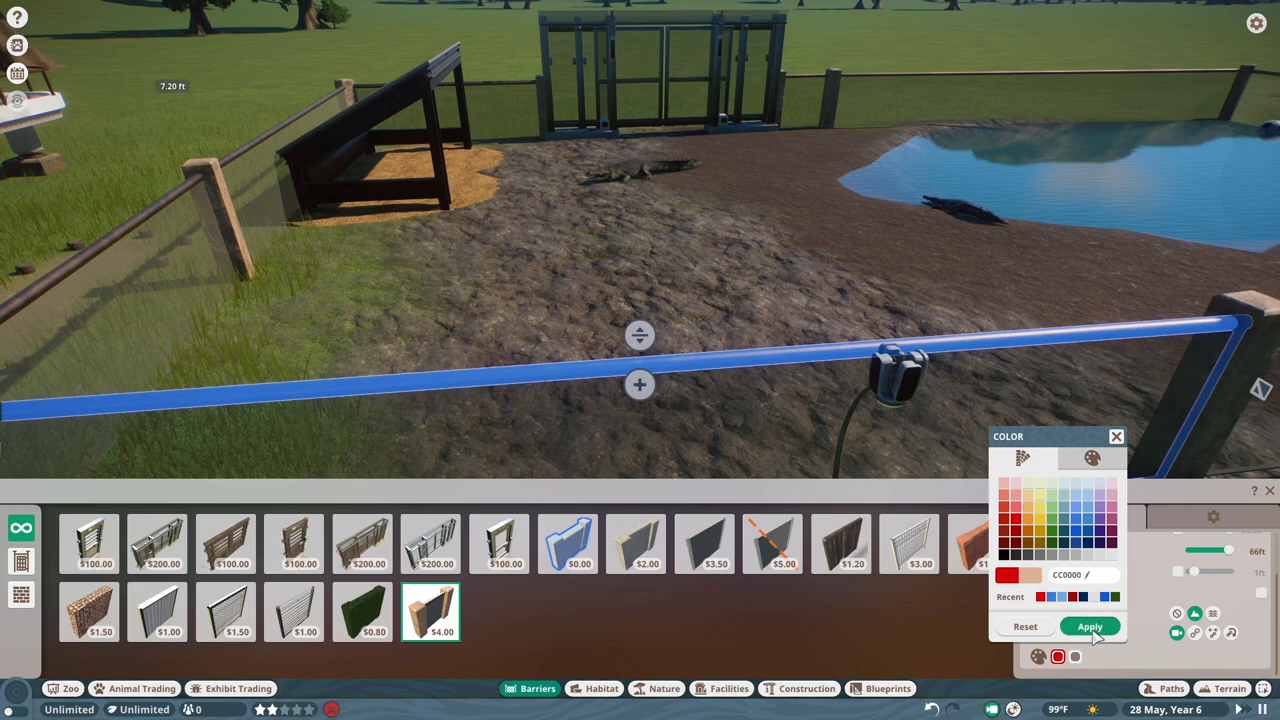 7.20 ft
COLOR
CC0000 /
Recent
Reset
Apply
$100.00
$200.00
$100.00
$100.00
$200.00
$200.00
$100.00
$0.00
$2.00
$3.50
$5.00
$1.20
$3.00
66ft
1ft
$1.50
$1.00
$1.50
$1.00
$0.80
$4.00
Zoo
Animal Trading
Exhibit Trading
Barriers
Habitat
Nature
Facilities
Construction
Blueprints
Paths
Terrain
Unlimited
Unlimited
0
99°F
28 May, Year 6